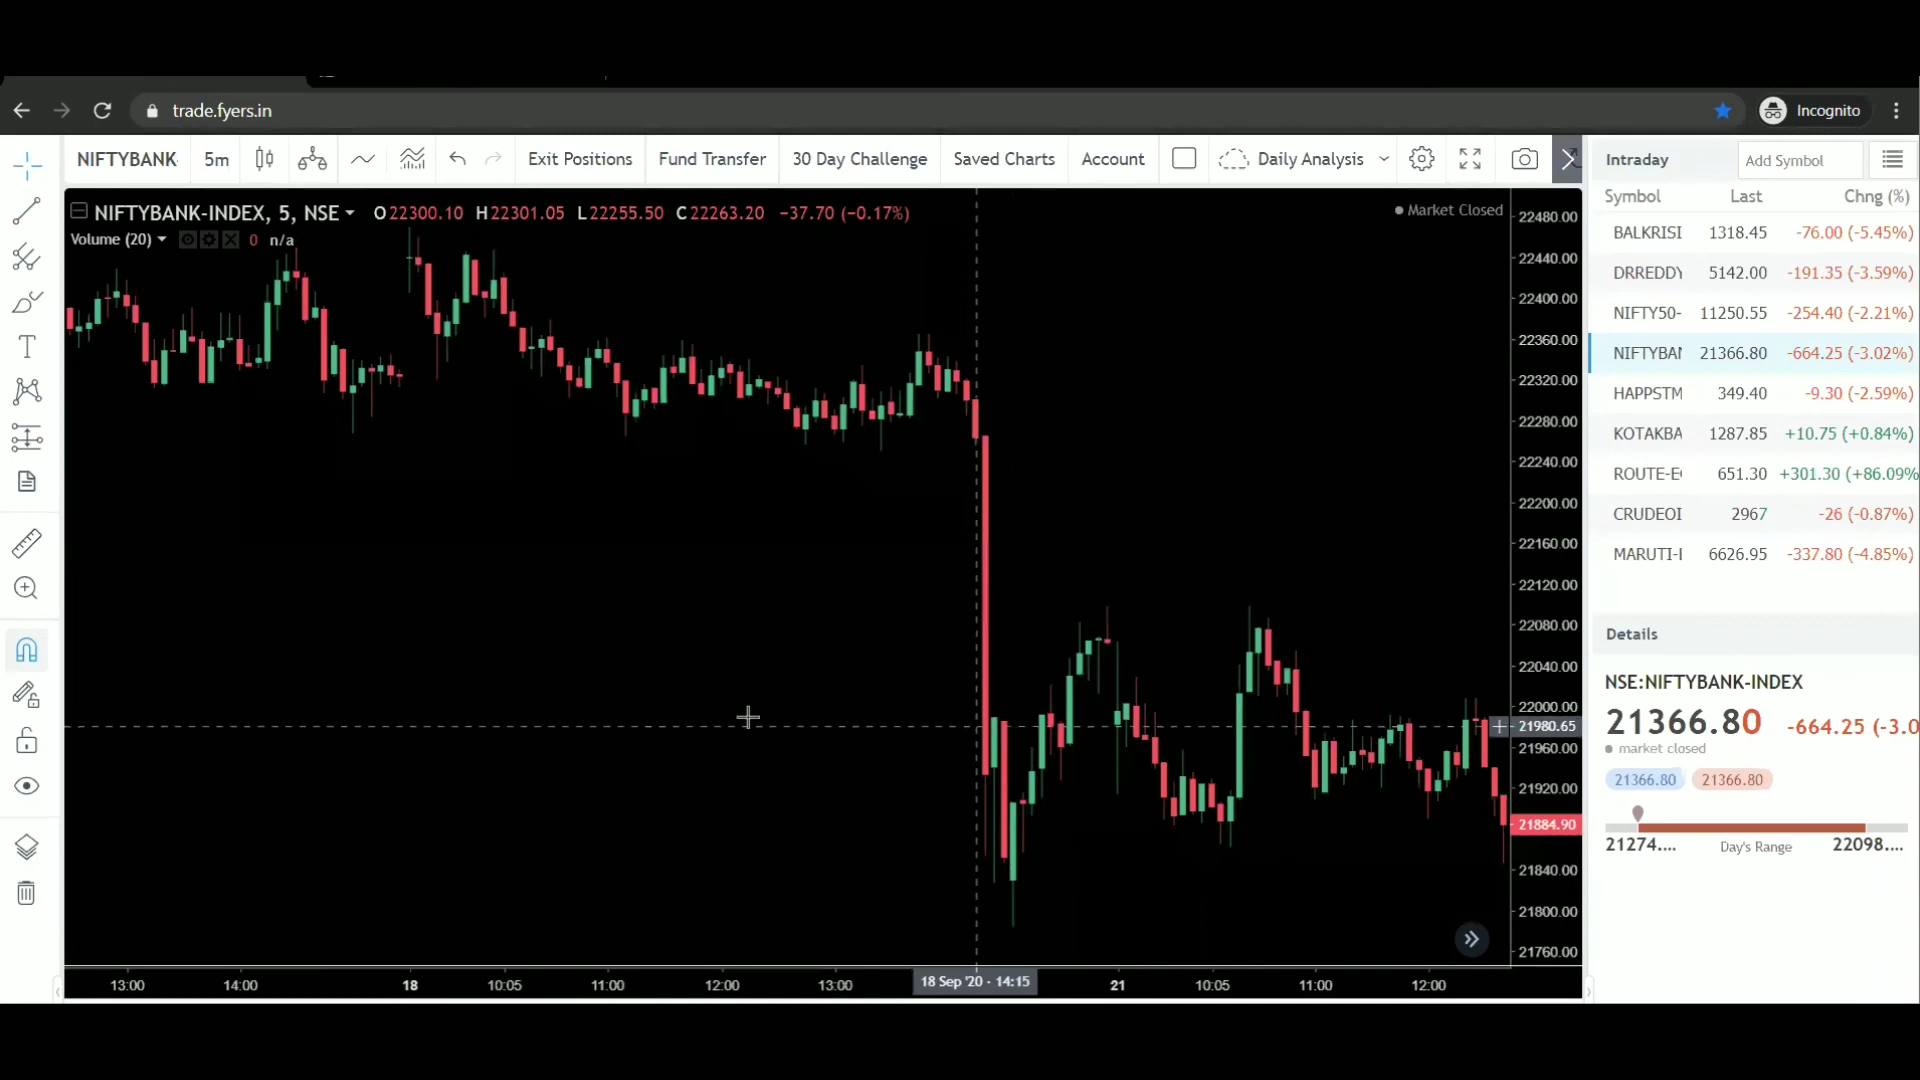 trade.fyers.in
Incognito
NIFTYBANK
5m
Exit Positions
Fund Transfer
30 Day Challenge
Saved Charts
Account
Daily Analysis
NIFTYBANK-INDEX, 5, NSE O22300.10 H22301.05 L22255.50 C22263.20 -37.70 (-0.17%)
Market Closed
Volume (20) 0 n/a
22480.00
22440.00
22400.00
22360.00
22320.00
22280.00
22240.00
22200.00
22160.00
22120.00
22080.00
22040.00
22000.00
21980.65
21960.00
21920.00
21884.90
21840.00
21800.00
21760.00
13:00 14:00 18 10:05 11:00 12:00 13:00 18 Sep '20 - 14:15 21 10:05 11:00 12:00
Intraday Add Symbol
Symbol Last Chng (%)
BALKRISI 1318.45 -76.00 (-5.45%)
DRREDDY 5142.00 -191.35 (-3.59%)
NIFTY50- 11250.55 -254.40 (-2.21%)
NIFTYBAN 21366.80 -664.25 (-3.02%)
HAPPSTM 349.40 -9.30 (-2.59%)
KOTAKBA 1287.85 +10.75 (+0.84%)
ROUTE-E 651.30 +301.30 (+86.09%
CRUDEOI 2967 -26 (-0.87%)
MARUTI- 6626.95 -337.80 (-4.85%)
Details
NSE:NIFTYBANK-INDEX
21366.80 -664.25 (-3.0
market closed
21366.80 21366.80
21274.... Day's Range 22098....